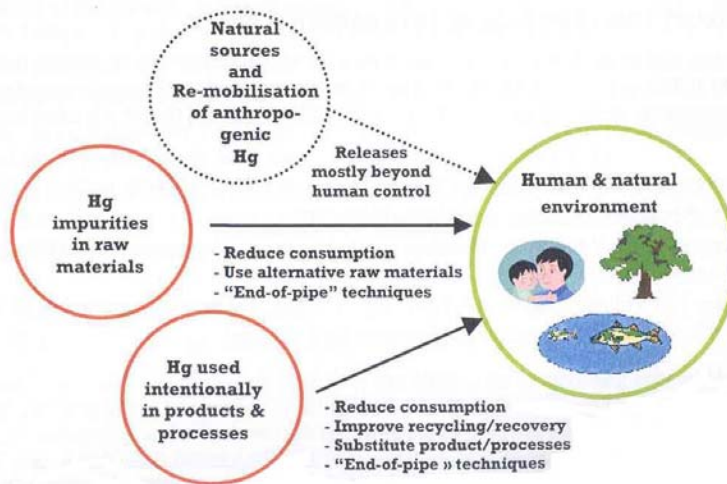 Natural
sources
and
Re-mobilisation
of anthropo-
genic
Hg
Releases
mostly beyond
human control
Human & natural
environment
Hg
impurities
in raw
materials
- Reduce consumption
- Use alternative raw materials
- “End-of-pipe” techniques
Hg used
intentionally
in products &
processes
- Reduce consumption
- Improve recycling/recovery
- Substitute product/processes
- “End-of-pipe » techniques